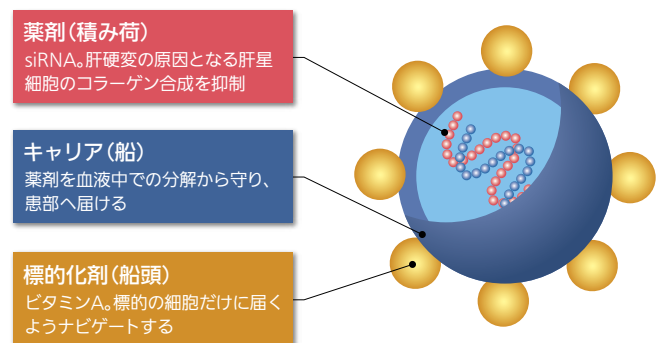 薬剤（積み荷）
siRNA。肝硬変の原因となる肝星
細胞のコラーゲン合成を抑制
キャリア（船）
薬剤を血液中での分解から守り、
患部へ届ける
標的化剤（船頭）
ビタミンA。標的の細胞だけに届く
ようナビゲートする